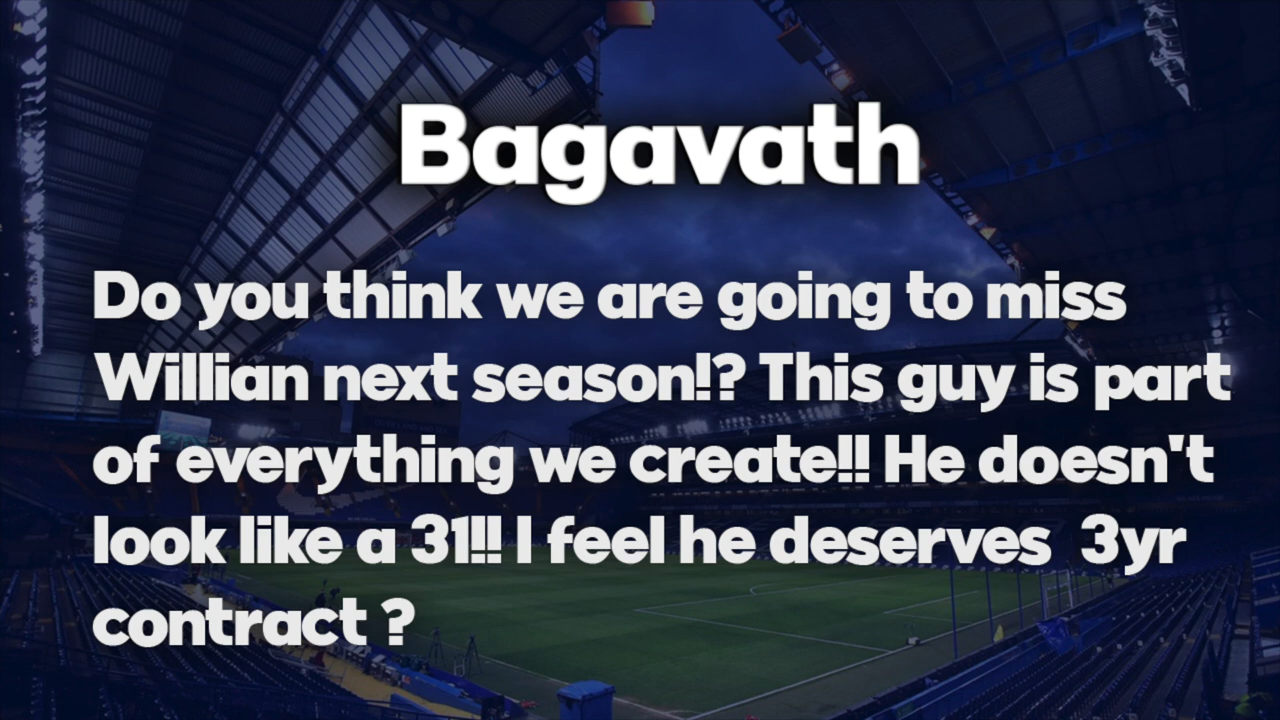 Bagavath
Do you think we are going to miss
Willian next season!? This guy is part
of everything we create!! He doesn't
look like a 31!! I feel he deserves  3yr
contract ?